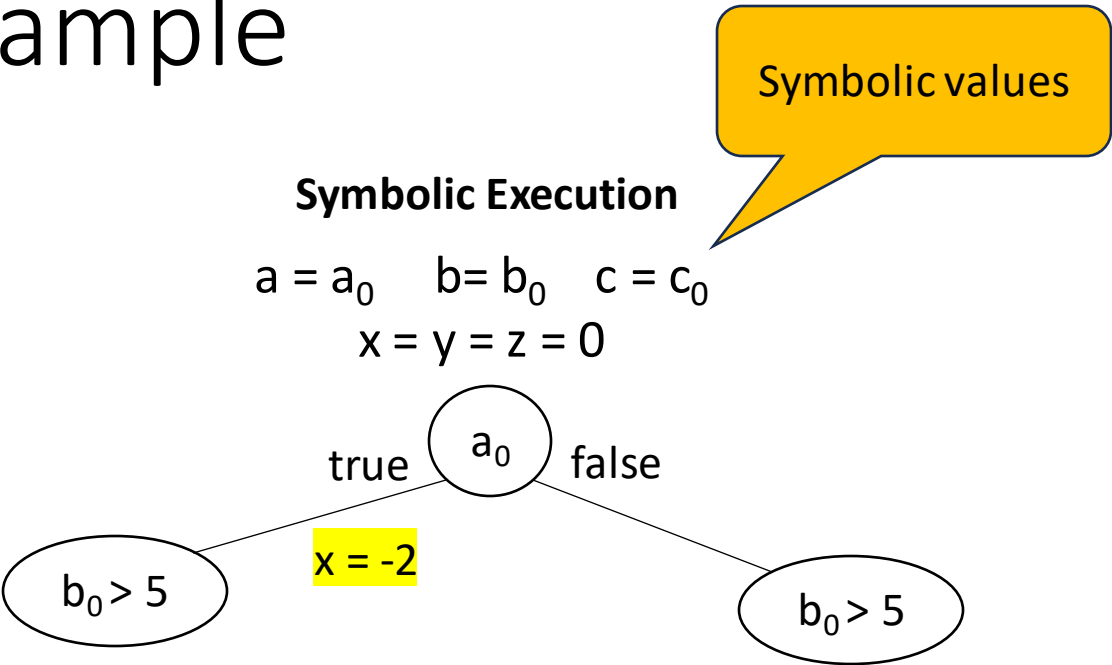 ample
Symbolic values
Symbolic Execution
a = a₀ b= b₀ c = c₀
x = y = z = 0
a₀
true
false
x = -2
b₀ > 5
b₀ > 5